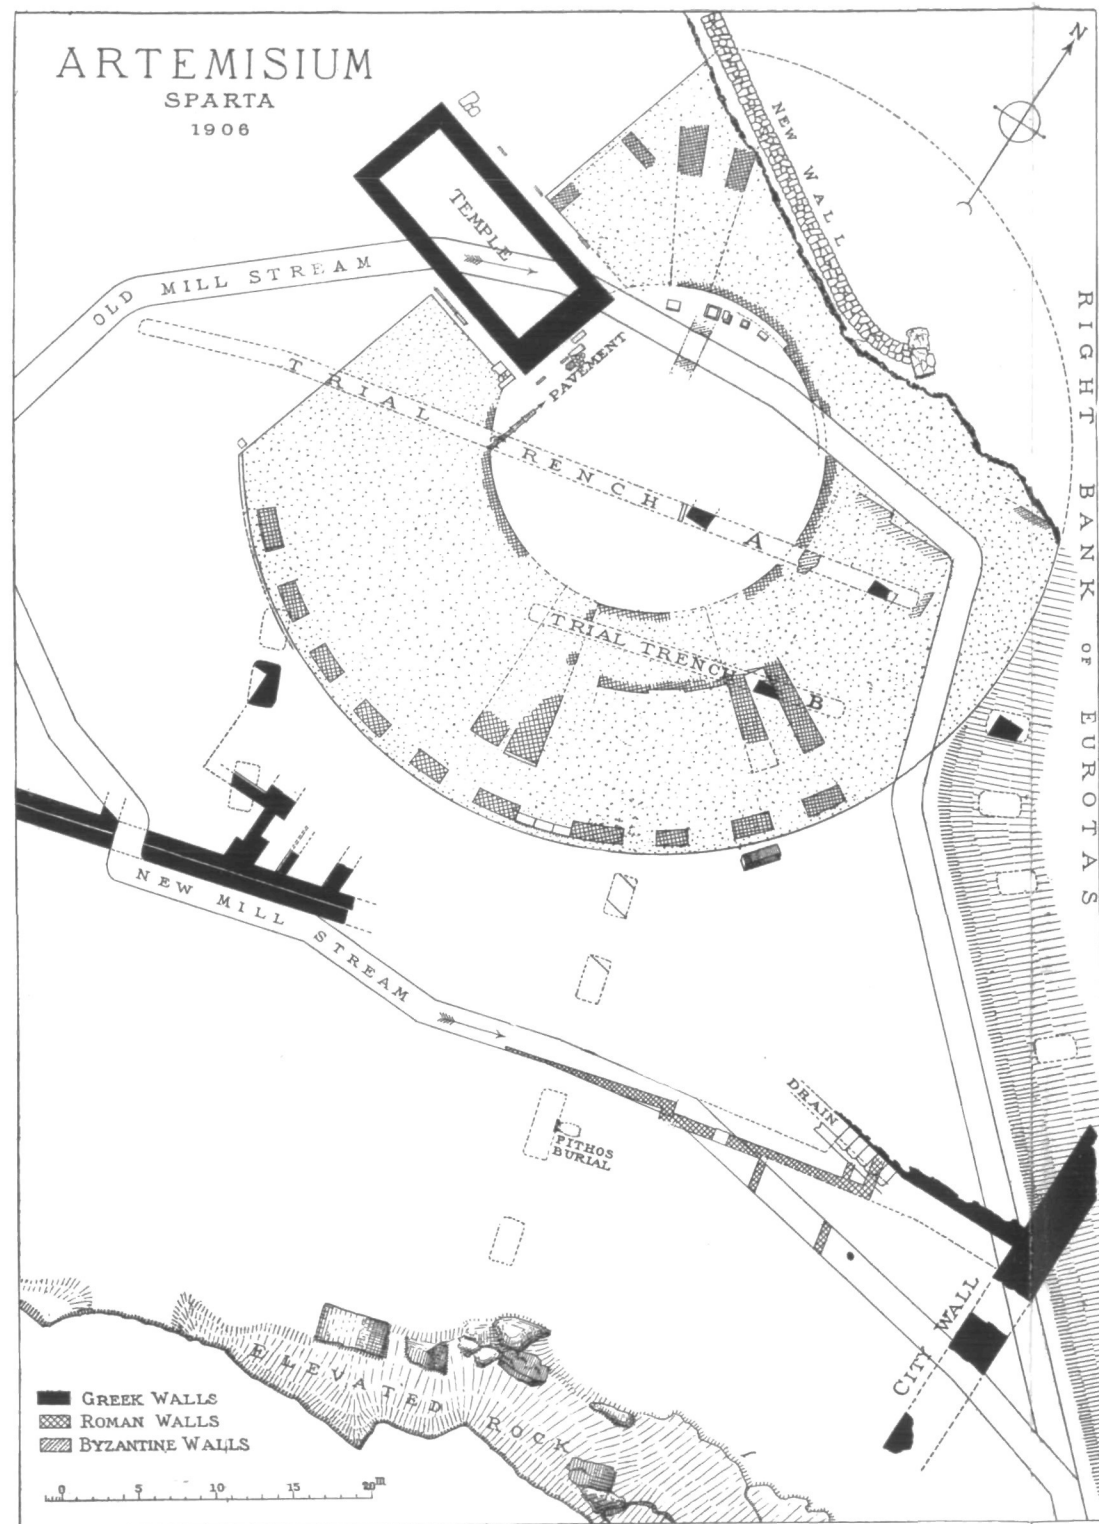 ARTEMISIUM
SPARTA
1906
N
NEW WALL
TEMPLE
OLD MILL STREAM
PAVEMENT
TRIAL TRENCH A
RIGHT BANK OF EUROTAS
TRIAL TRENCH B
NEW MILL STREAM
DRAIN
PITHOS
BURIAL
CITY WALL
ELEVATED ROCK
GREEK WALLS
ROMAN WALLS
BYZANTINE WALLS
0 5 10 15 20m